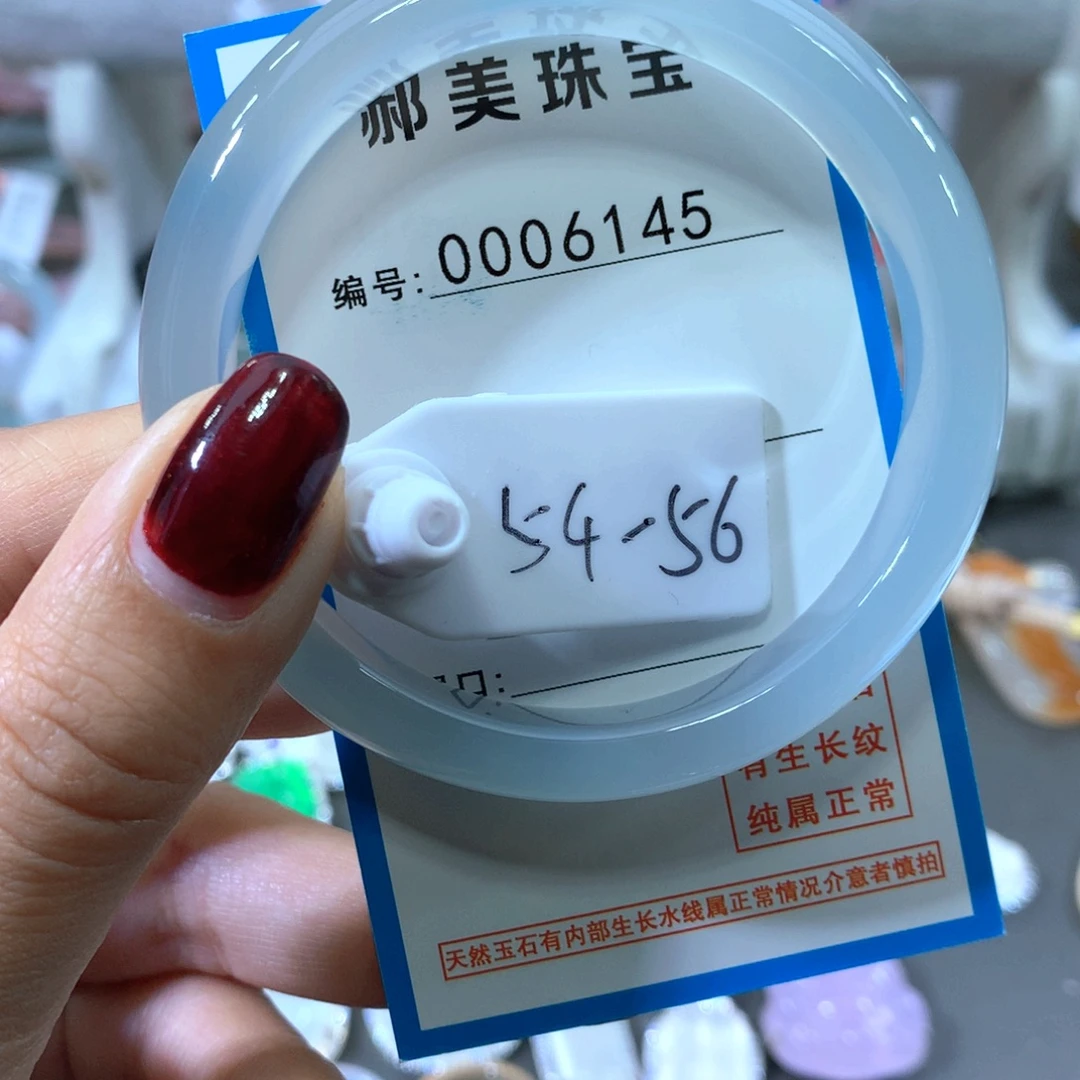 郝美珠宝
编号: 0006145
54-56
有生长纹
纯属正常
天然玉石有内部生长水线属正常情况介意者慎拍